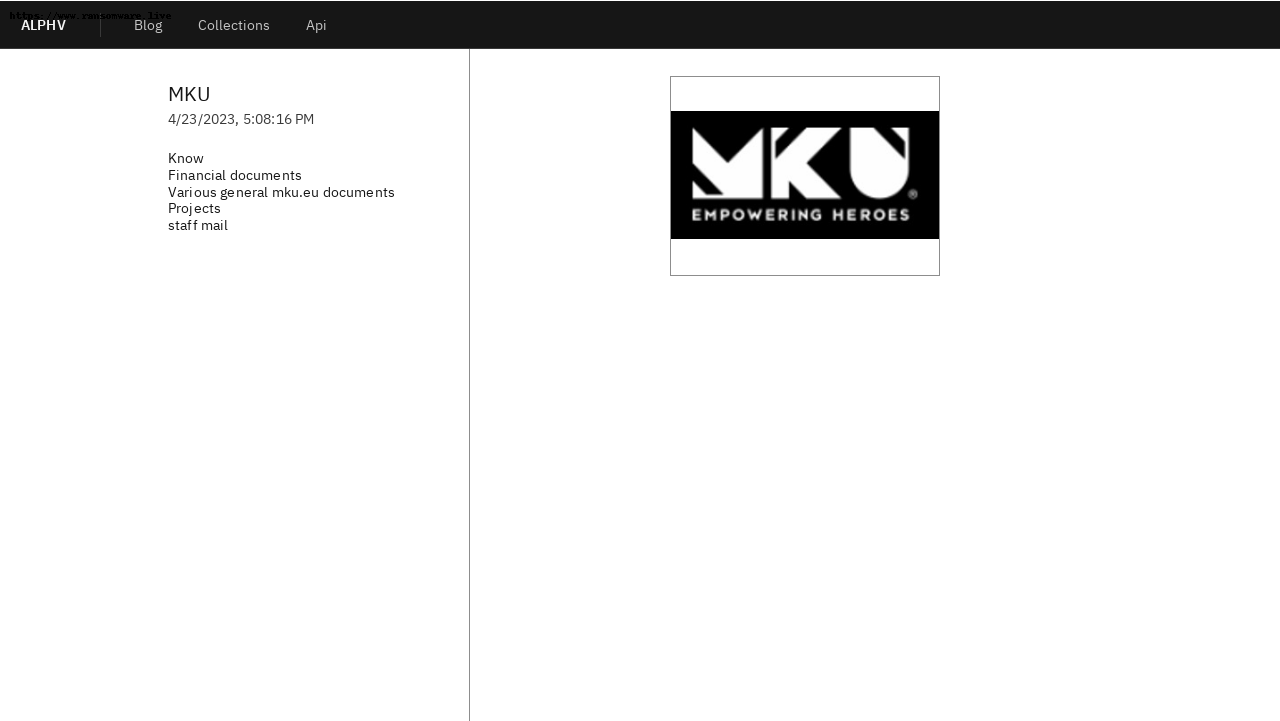 https://www.ransomware.live
ALPHV
Blog
Collections
Api
MKU
4/23/2023, 5:08:16 PM
Know
Financial documents
Various general mku.eu documents
Projects
staff mail
MKU®
EMPOWERING HEROES